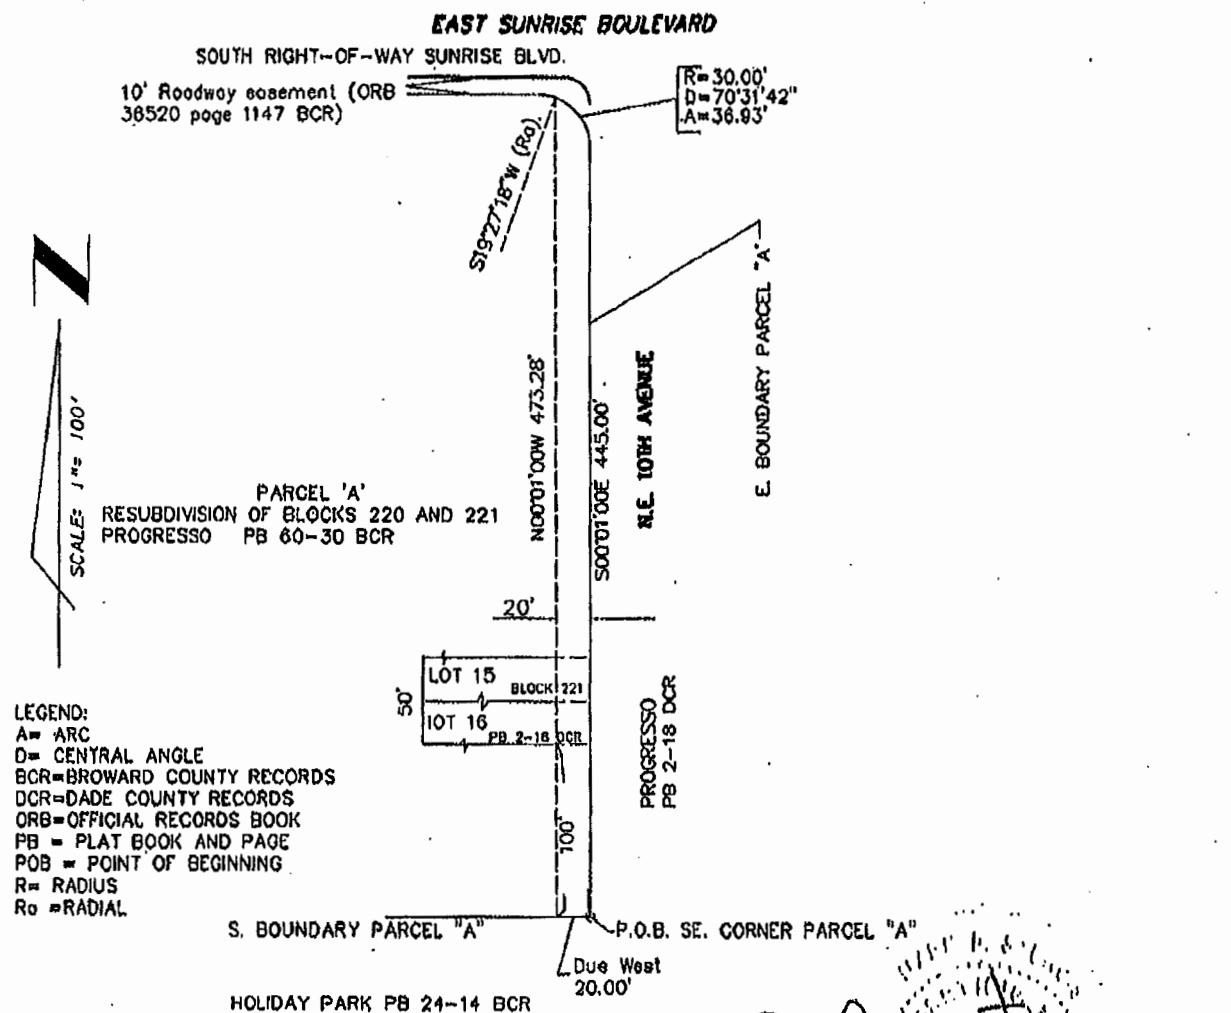 EAST SUNRISE BOULEVARD
SOUTH RIGHT-OF-WAY SUNRISE BLVD.
10' Roadway easement (ORB
36520 page 1147 BCR)
R=30.00'
D=70°31'42"
A=36.93'
S19°27'18"W (Ra)
E. BOUNDARY PARCEL "A"
N00°01'00W 473.28'
S00°01'00E 445.00'
N.E. 10TH AVENUE
SCALE: 1"= 100'
PARCEL 'A'
RESUBDIVISION OF BLOCKS 220 AND 221
PROGRESSO PB 60-30 BCR
20'
LOT 15
BLOCK 221
50'
LOT 16
PB 2-18 DCR
PROGRESSO
PB 2-18 DCR
100'
LEGEND:
A= ARC
D= CENTRAL ANGLE
BCR=BROWARD COUNTY RECORDS
DCR=DADE COUNTY RECORDS
ORB=OFFICIAL RECORDS BOOK
PB = PLAT BOOK AND PAGE
POB = POINT OF BEGINNING
R= RADIUS
Ra =RADIAL
S. BOUNDARY PARCEL "A"
P.O.B. SE. CORNER PARCEL "A"
Due West
20.00'
HOLIDAY PARK PB 24-14 BCR